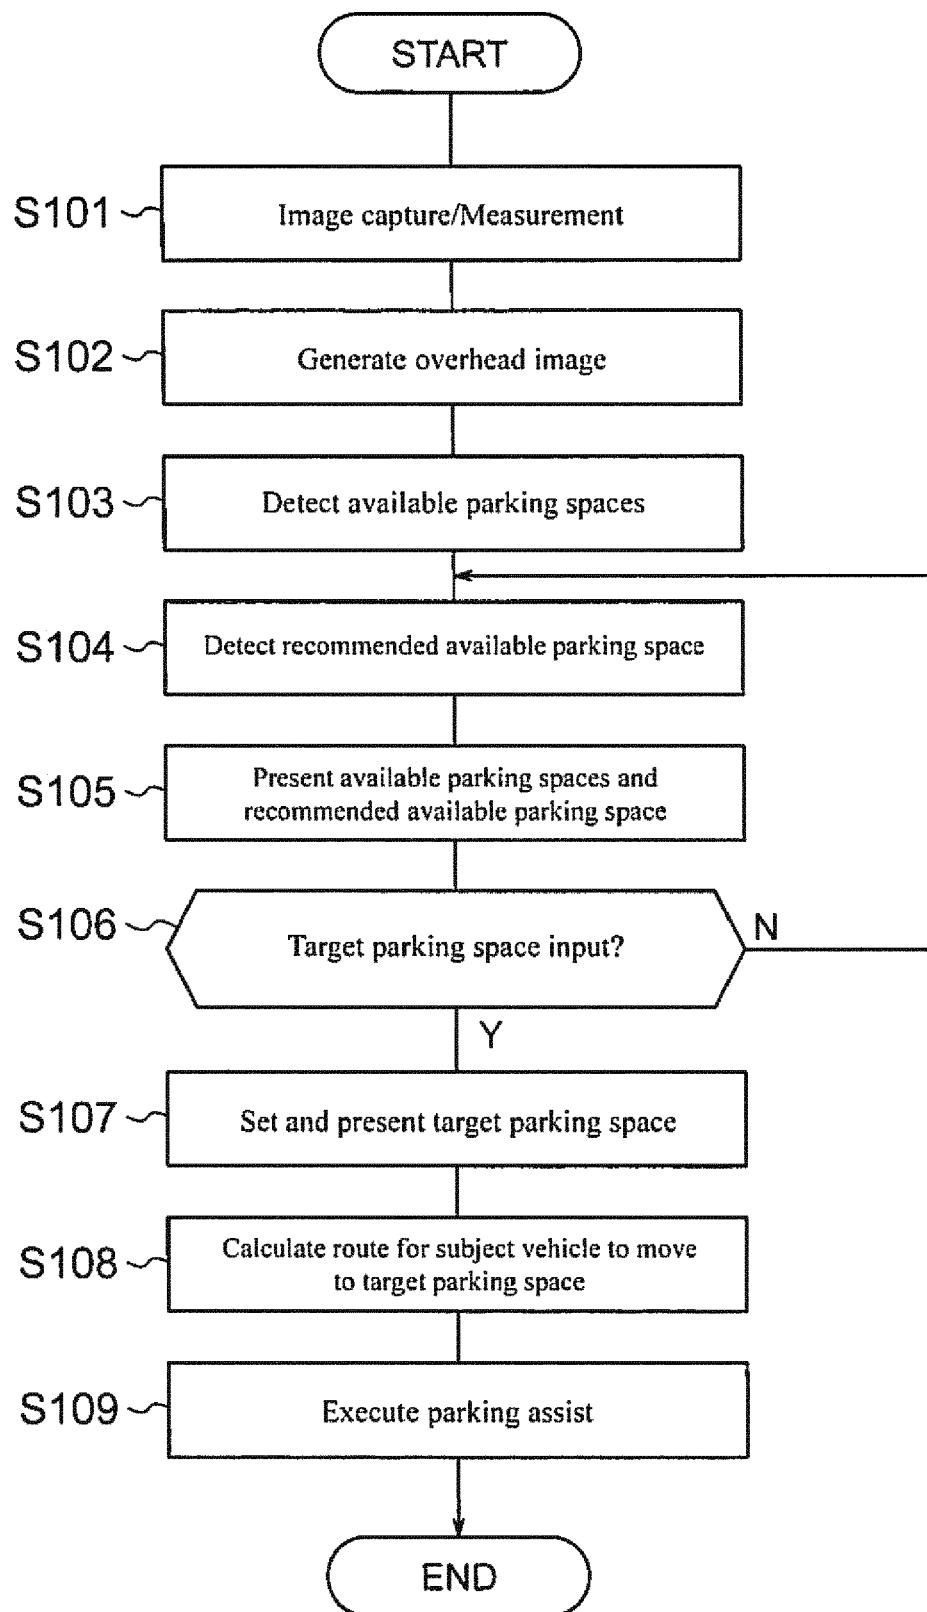 START
S101
Image capture/Measurement
S102
Generate overhead image
S103
Detect available parking spaces
S104
Detect recommended available parking space
S105
Present available parking spaces and
recommended available parking space
S106
Target parking space input?
N
Y
S107
Set and present target parking space
S108
Calculate route for subject vehicle to move
to target parking space
S109
Execute parking assist
END